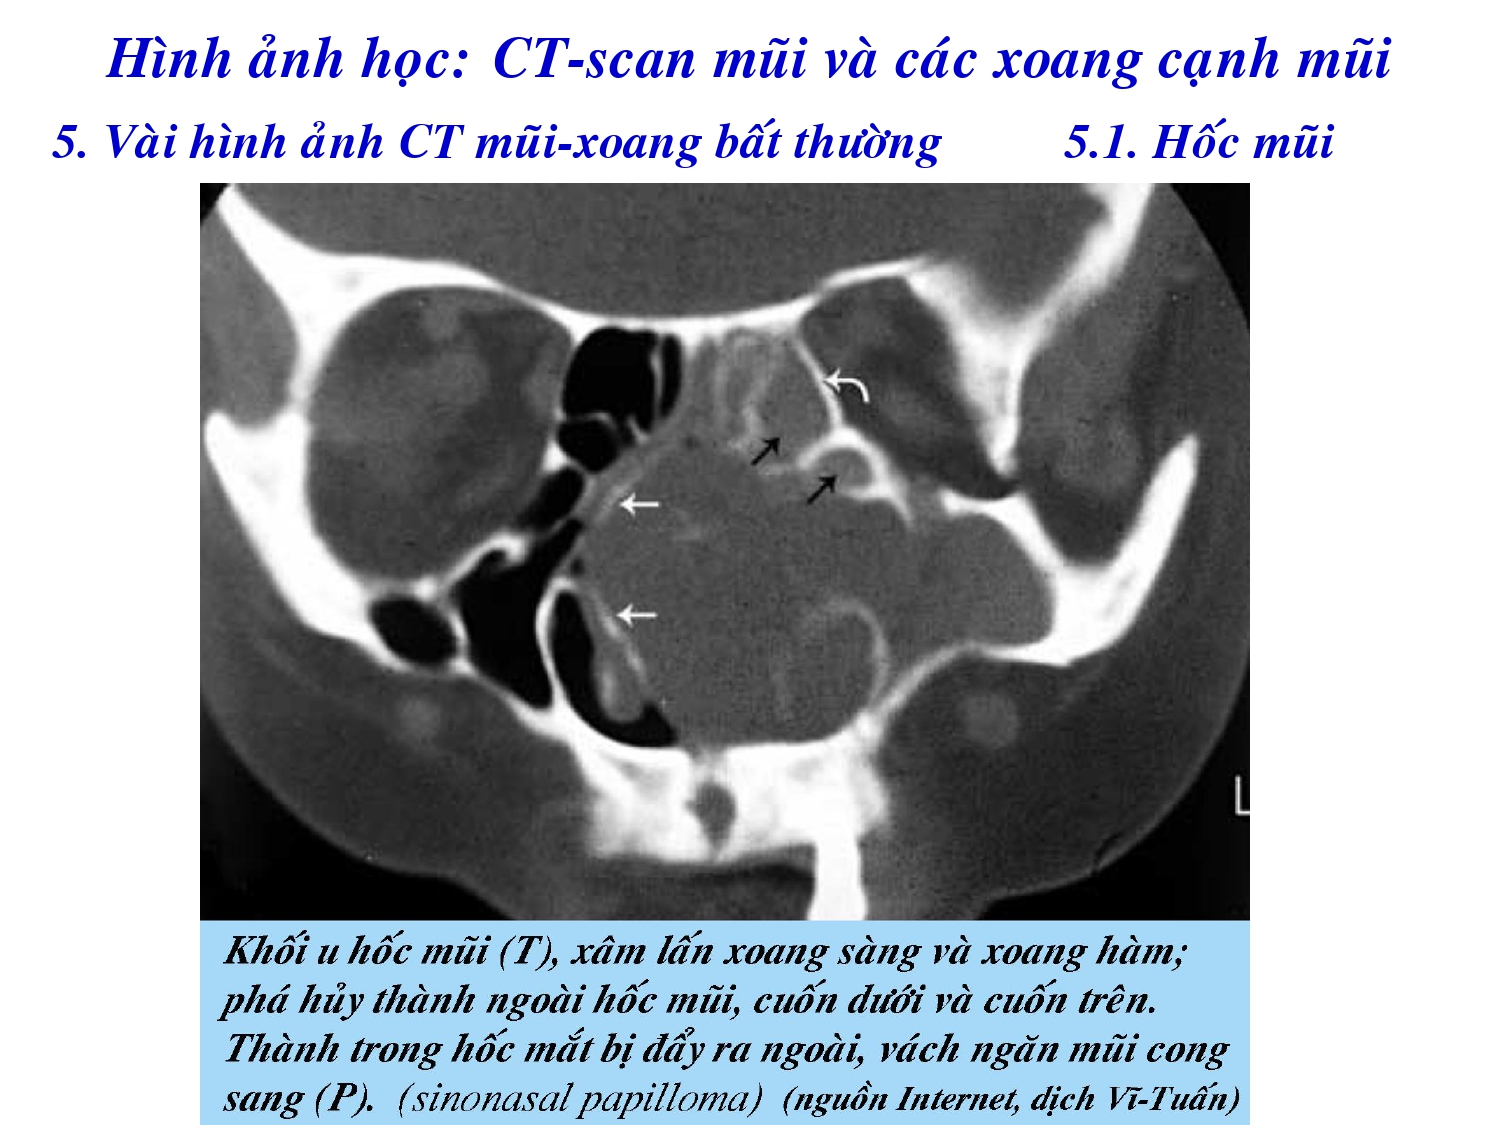 Hình ảnh học: CT-scan mũi và các xoang cạnh mũi
5. Vài hình ảnh CT mũi-xoang bất thường 5.1. Hốc mũi
L
Khối u hốc mũi (T), xâm lấn xoang sàng và xoang hàm;
phá hủy thành ngoài hốc mũi, cuốn dưới và cuốn trên.
Thành trong hốc mắt bị đẩy ra ngoài, vách ngăn mũi cong
sang (P). (sinonasal papilloma) (nguồn Internet, dịch Vĩ-Tuấn)